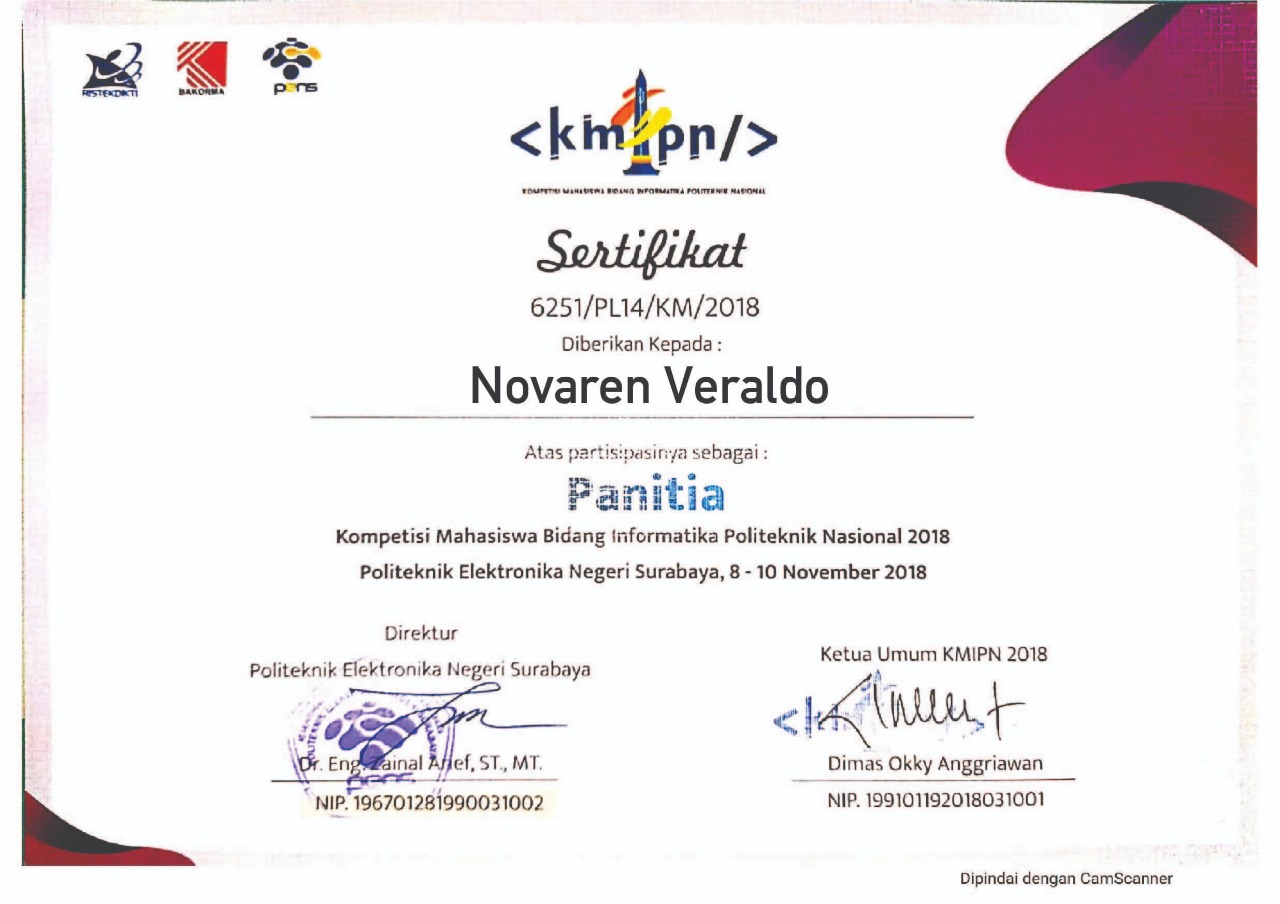 RISTEKDIKTI
BAKORMA
pens
<kmipn/>
KOMPETISI MAHASISWA BIDANG INFORMATIKA POLITEKNIK NASIONAL
Sertifikat
6251/PL14/KM/2018
Diberikan Kepada :
Novaren Veraldo
Atas partisipasinya sebagai :
Panitia
Kompetisi Mahasiswa Bidang Informatika Politeknik Nasional 2018
Politeknik Elektronika Negeri Surabaya, 8 - 10 November 2018
Direktur
Politeknik Elektronika Negeri Surabaya
Dr. Eng. Zainal Arief, ST., MT.
NIP. 196701281990031002
Ketua Umum KMIPN 2018
Dimas Okky Anggriawan
NIP. 199101192018031001
Dipindai dengan CamScanner